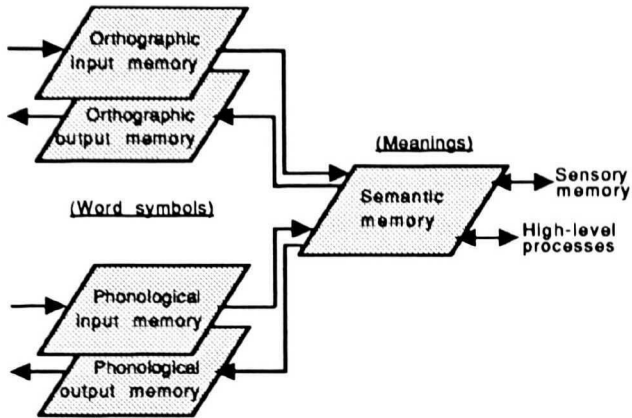 Orthographic
input memory
Orthographic
output memory
(Meanings)
Semantic
memory
Sensory
memory
High-level
processes
(Word symbols)
Phonological
input memory
Phonological
output memory